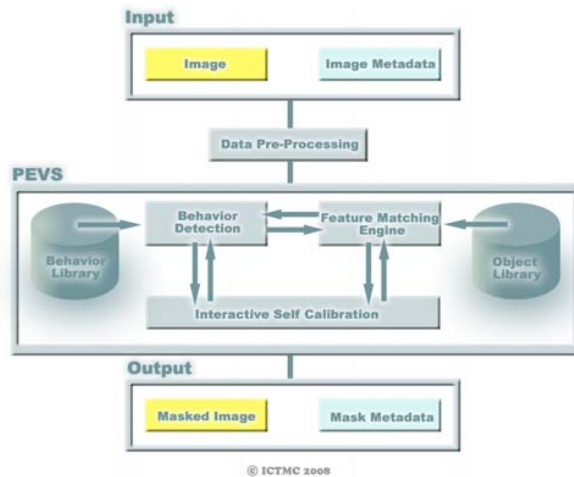 Input
Image
Image Metadata
Data Pre-Processing
PEVS
Behavior
Detection
Feature Matching
Engine
Behavior
Library
Object
Library
Interactive Self Calibration
Output
Masked Image
Mask Metadata
© ICTMC 2008